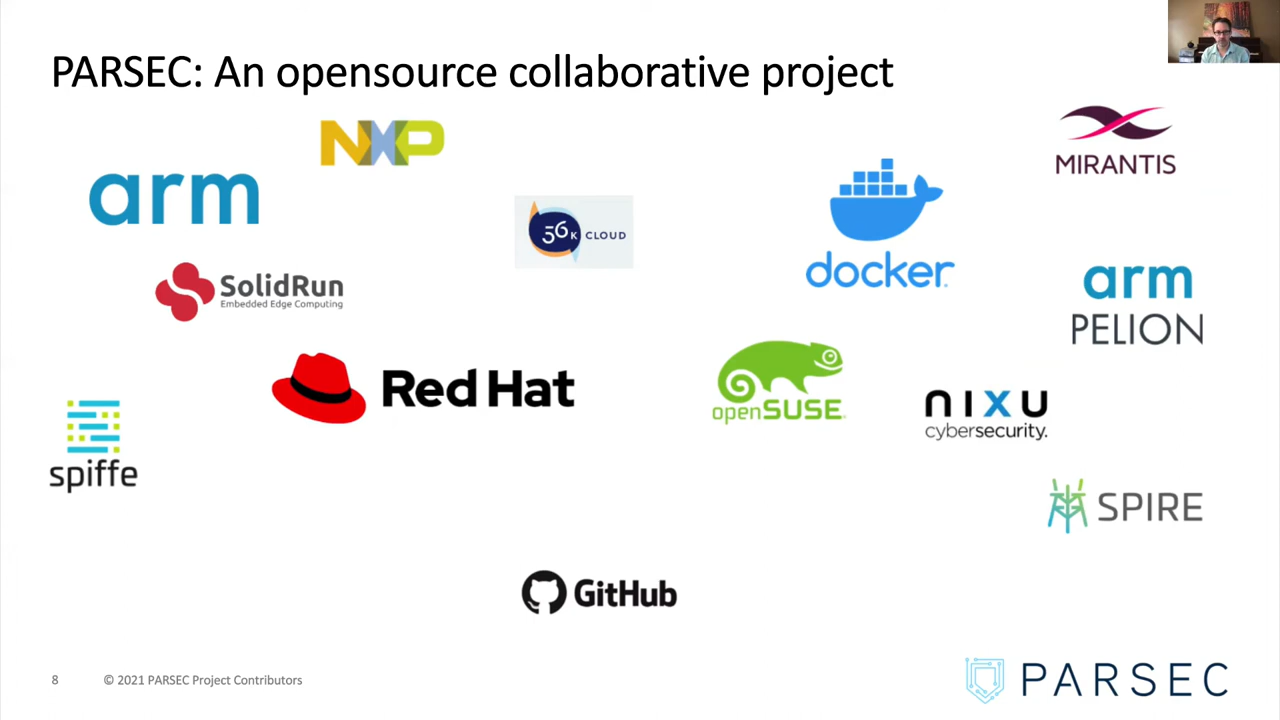 PARSEC: An opensource collaborative project
NXP
MIRANTIS
arm
56K CLOUD
docker
SolidRun
Embedded Edge Computing
arm
PELION
Red Hat
openSUSE
nixu
cybersecurity.
spiffe
SPIRE
GitHub
8 © 2021 PARSEC Project Contributors
PARSEC